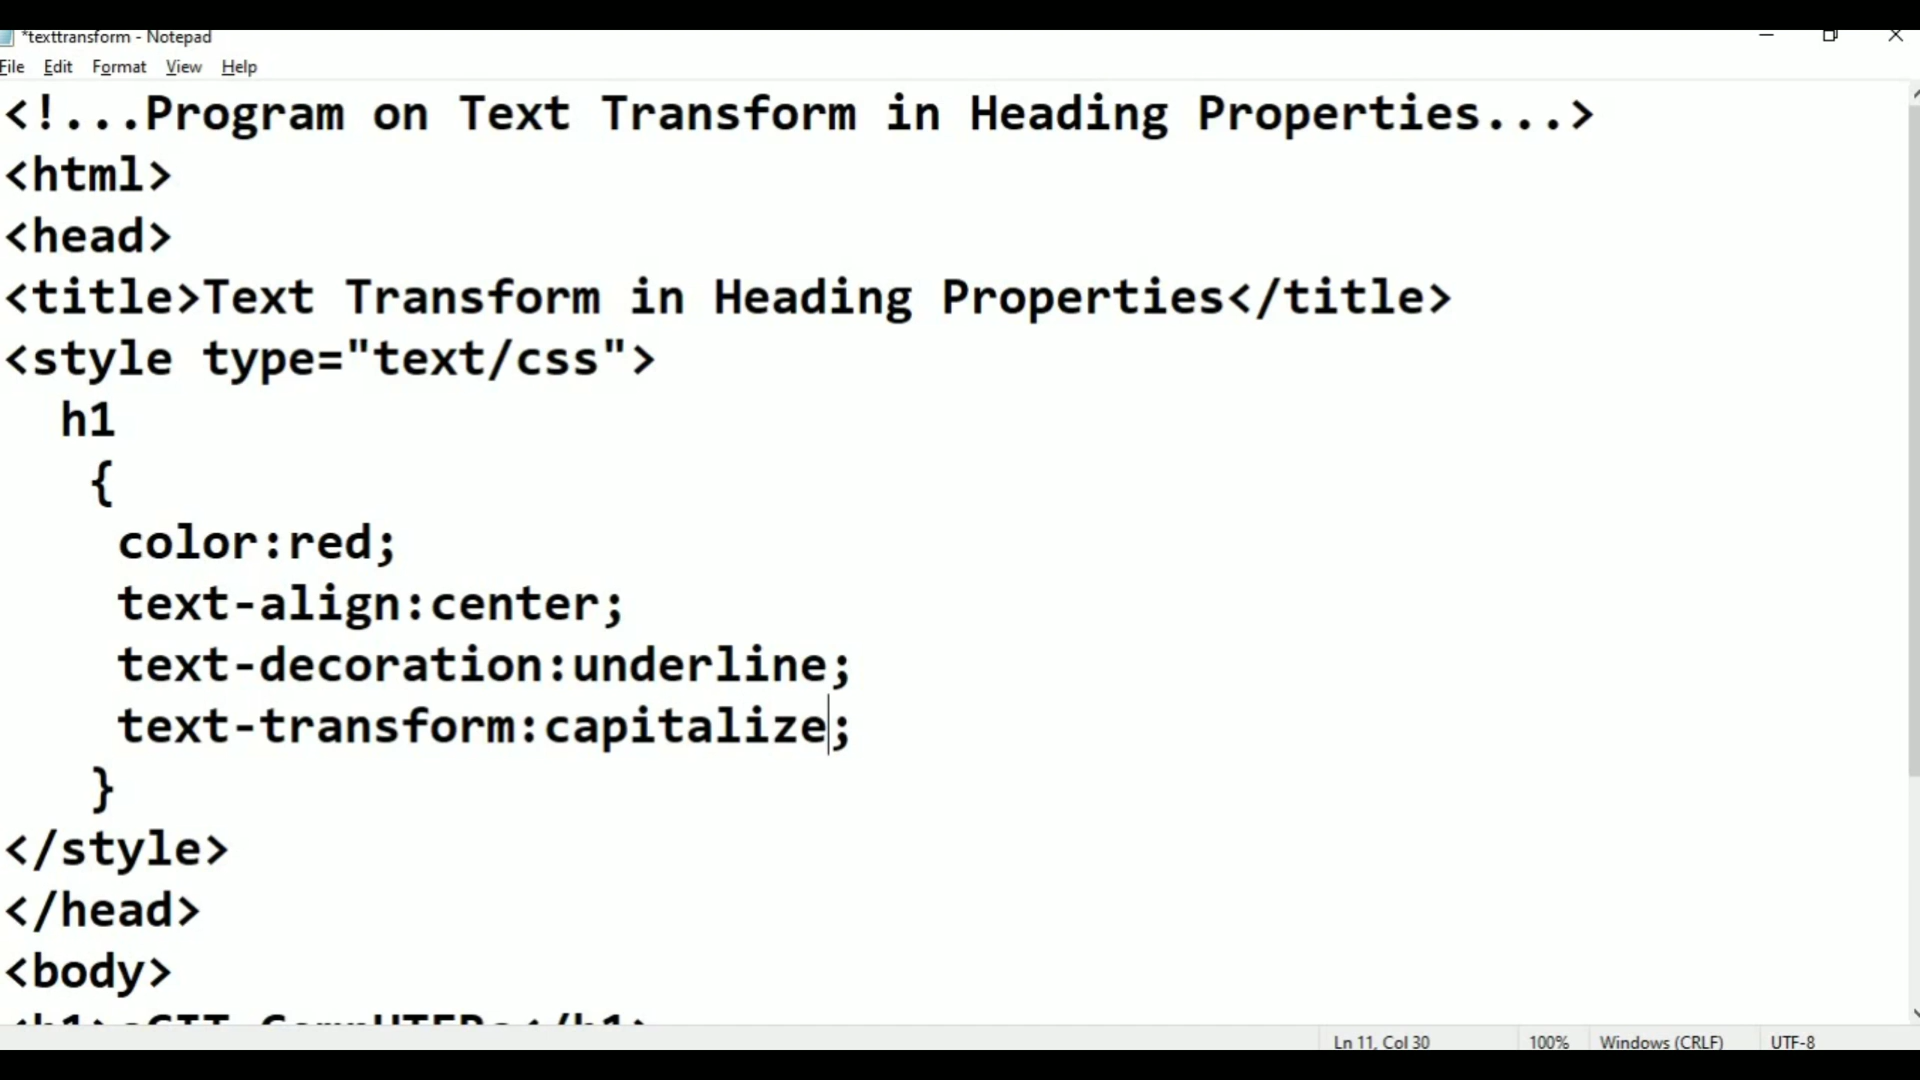 *texttransform - Notepad
File Edit Format View Help
<!...Program on Text Transform in Heading Properties...>
<html>
<head>
<title>Text Transform in Heading Properties</title>
<style type="text/css">
h1
{
color:red;
text-align:center;
text-decoration:underline;
text-transform:capitalize;
}
</style>
</head>
<body>
</h1>
Ln 11, Col 30 100% Windows (CRLF) UTF-8